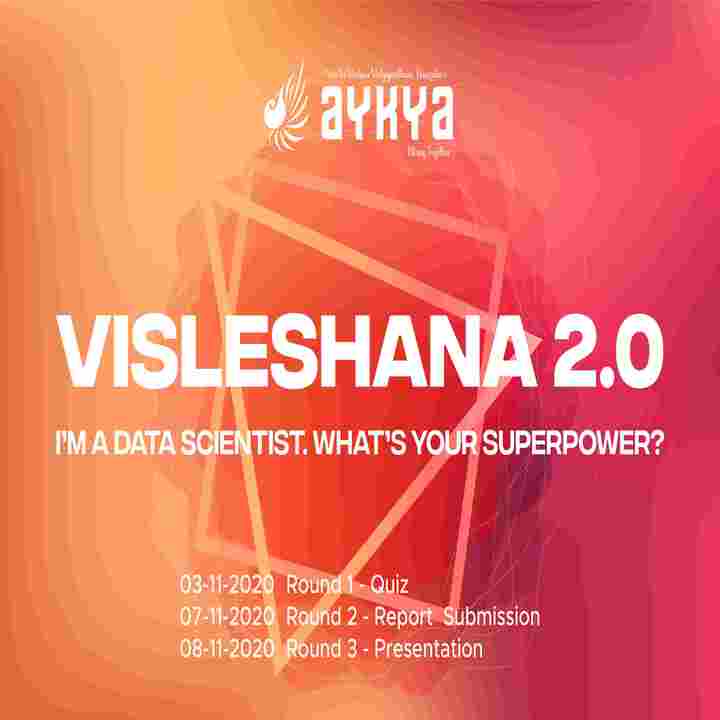 AYKYA
VISLESHANA 2.0
I'M A DATA SCIENTIST. WHAT'S YOUR SUPERPOWER?
03-11-2020 Round 1 - Quiz
07-11-2020 Round 2 - Report Submission
08-11-2020 Round 3 - Presentation